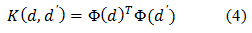 K(d, d′) = Φ(d)ᵀΦ(d′) (4)